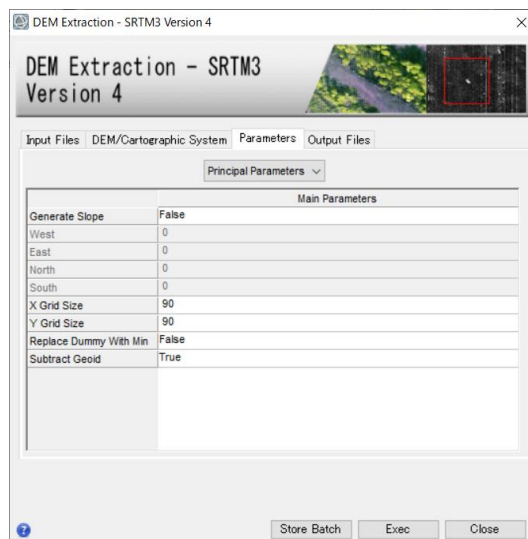 DEM Extraction - SRTM3 Version 4
DEM Extraction - SRTM3
Version 4
Input Files DEM/Cartographic System Parameters Output Files
Principal Parameters
Main Parameters
Generate Slope False
West 0
East 0
North 0
South 0
X Grid Size 90
Y Grid Size 90
Replace Dummy With Min False
Subtract Geoid True
Store Batch Exec Close